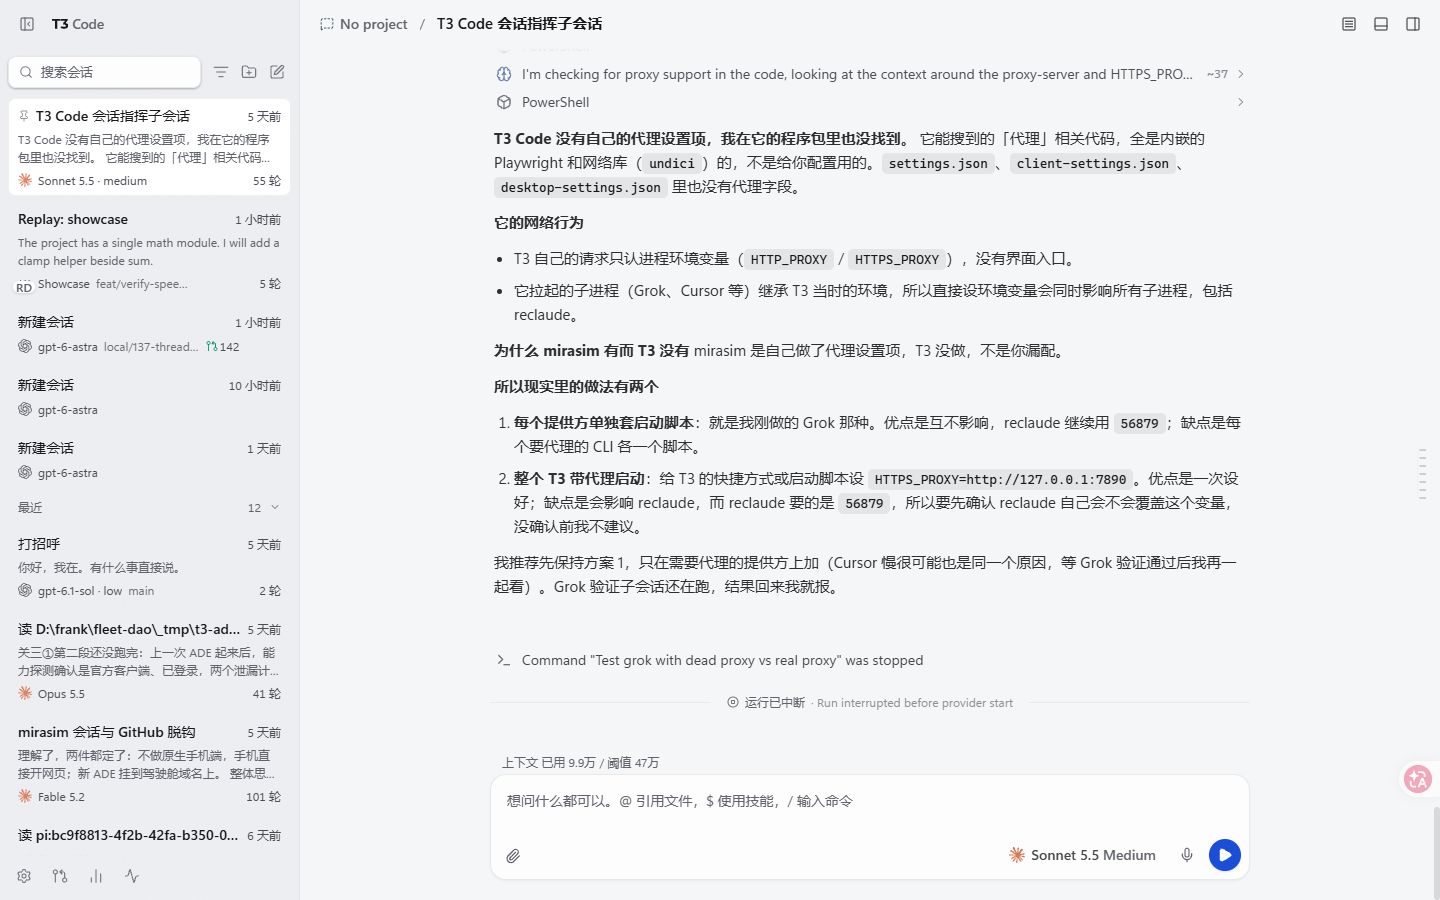 T3 Code
搜索会话
T3 Code 会话指挥子会话
5 天前
T3 Code 没有自己的代理设置项，我在它的程序
包里也没找到。 它能搜到的「代理」相关代码...
Sonnet 5.5 · medium
55 轮
Replay: showcase
1 小时前
The project has a single math module. I will add a
clamp helper beside sum.
RD
Showcase feat/verify-spee...
5 轮
新建会话
1 小时前
gpt-6-astra local/137-thread...
142
新建会话
10 小时前
gpt-6-astra
新建会话
1 天前
gpt-6-astra
最近
12
打招呼
5 天前
你好，我在。有什么事直接说。
gpt-6.1-sol · low main
2 轮
读 D:\frank\fleet-dao\_tmp\t3-ad...
5 天前
关三①第二段还没跑完：上一次 ADE 起来后，能
力探测确认是官方客户端、已登录，两个泄漏计...
Opus 5.5
41 轮
mirasim 会话与 GitHub 脱钩
5 天前
理解了，两件都定了：不做原生手机端，手机直
接开网页；新 ADE 挂到驾驶舱域名上。 整体思...
Fable 5.2
101 轮
读 pi:bc9f8813-4f2b-42fa-b350-0...
6 天前
No project / T3 Code 会话指挥子会话
I'm checking for proxy support in the code, looking at the context around the proxy-server and HTTPS_PRO...
~37
PowerShell
T3 Code 没有自己的代理设置项，我在它的程序包里也没找到。 它能搜到的「代理」相关代码，全是内嵌的
Playwright 和网络库（undici）的，不是给你配置用的。settings.json、client-settings.json、
desktop-settings.json 里也没有代理字段。
它的网络行为
• T3 自己的请求只认进程环境变量（HTTP_PROXY / HTTPS_PROXY），没有界面入口。
• 它拉起的子进程（Grok、Cursor 等）继承 T3 当时的环境，所以直接设环境变量会同时影响所有子进程，包括
reclaude。
为什么 mirasim 有而 T3 没有 mirasim 是自己做了代理设置项，T3 没做，不是你漏配。
所以现实里的做法有两个
1. 每个提供方单独套启动脚本：就是我刚做的 Grok 那种。优点是互不影响，reclaude 继续用 56879；缺点是每
个要代理的 CLI 各一个脚本。
2. 整个 T3 带代理启动：给 T3 的快捷方式或启动脚本设 HTTPS_PROXY=http://127.0.0.1:7890。优点是一次设
好；缺点是会影响 reclaude，而 reclaude 要的是 56879，所以要先确认 reclaude 自己会不会覆盖这个变量，
没确认前我不建议。
我推荐先保持方案 1，只在需要代理的提供方上加（Cursor 慢很可能也是同一个原因，等 Grok 验证通过后我再一
起看）。Grok 验证子会话还在跑，结果回来我就报。
Command "Test grok with dead proxy vs real proxy" was stopped
运行已中断 · Run interrupted before provider start
上下文 已用 9.9万 / 阈值 47万
想问什么都可以。@ 引用文件，$ 使用技能，/ 输入命令
Sonnet 5.5 Medium